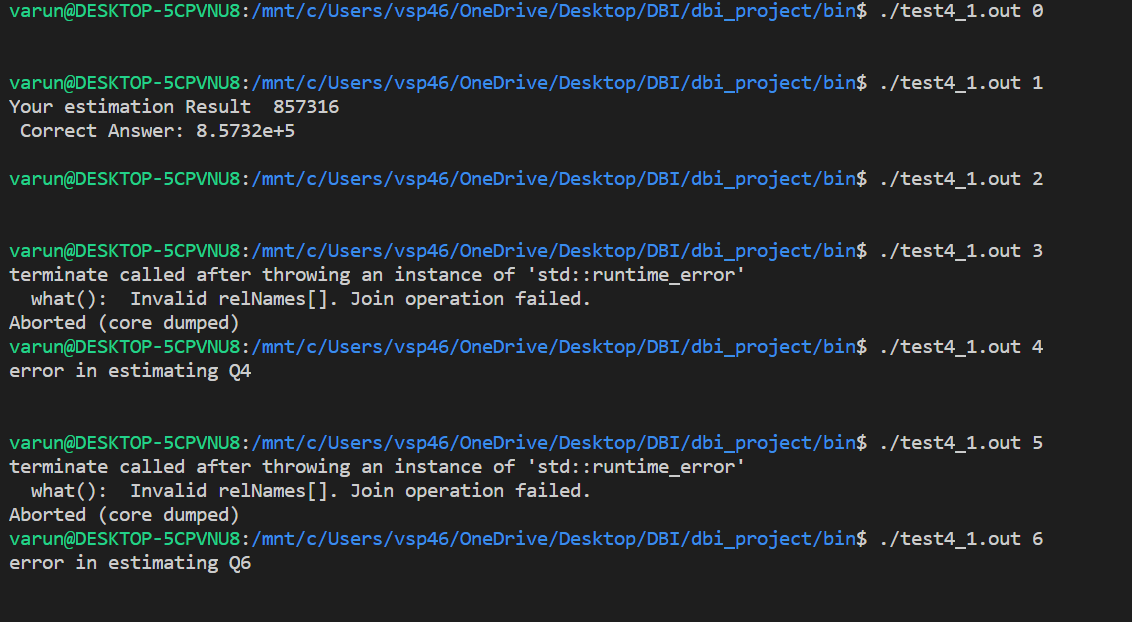 varun@DESKTOP-5CPVNU8:/mnt/c/Users/vsp46/OneDrive/Desktop/DBI/dbi_project/bin$ ./test4_1.out 0
varun@DESKTOP-5CPVNU8:/mnt/c/Users/vsp46/OneDrive/Desktop/DBI/dbi_project/bin$ ./test4_1.out 1
Your estimation Result  857316
 Correct Answer: 8.5732e+5
varun@DESKTOP-5CPVNU8:/mnt/c/Users/vsp46/OneDrive/Desktop/DBI/dbi_project/bin$ ./test4_1.out 2
varun@DESKTOP-5CPVNU8:/mnt/c/Users/vsp46/OneDrive/Desktop/DBI/dbi_project/bin$ ./test4_1.out 3
terminate called after throwing an instance of 'std::runtime_error'
  what():  Invalid relNames[]. Join operation failed.
Aborted (core dumped)
varun@DESKTOP-5CPVNU8:/mnt/c/Users/vsp46/OneDrive/Desktop/DBI/dbi_project/bin$ ./test4_1.out 4
error in estimating Q4
varun@DESKTOP-5CPVNU8:/mnt/c/Users/vsp46/OneDrive/Desktop/DBI/dbi_project/bin$ ./test4_1.out 5
terminate called after throwing an instance of 'std::runtime_error'
  what():  Invalid relNames[]. Join operation failed.
Aborted (core dumped)
varun@DESKTOP-5CPVNU8:/mnt/c/Users/vsp46/OneDrive/Desktop/DBI/dbi_project/bin$ ./test4_1.out 6
error in estimating Q6